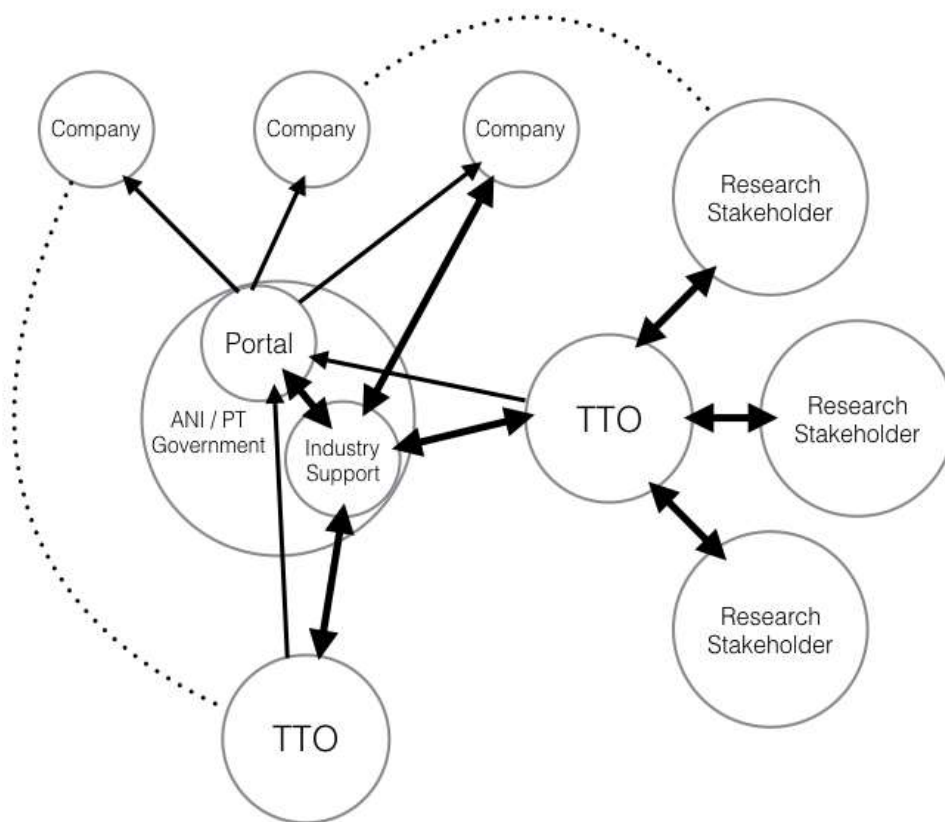 Company
Company
Company
Research
Stakeholder
Portal
ANI / PT
Government
Industry
Support
TTO
Research
Stakeholder
Research
Stakeholder
TTO